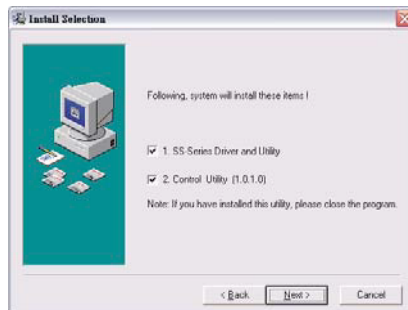 Install Selection
Following, system will install these items !
1. SS-Series Driver and Utility
2. Control Utility (1.0.1.0)
Note: If you have installed this utility, please close the program.
< Back
Next >
Cancel